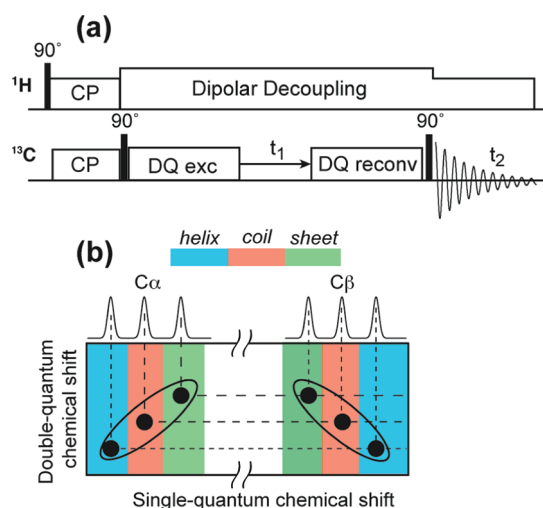 (a)
90°
¹H
CP
Dipolar Decoupling
90°
90°
¹³C
CP
DQ exc
t₁
DQ reconv
t₂
(b)
helix coil sheet
Cα Cβ
Double-quantum
chemical shift
Single-quantum chemical shift